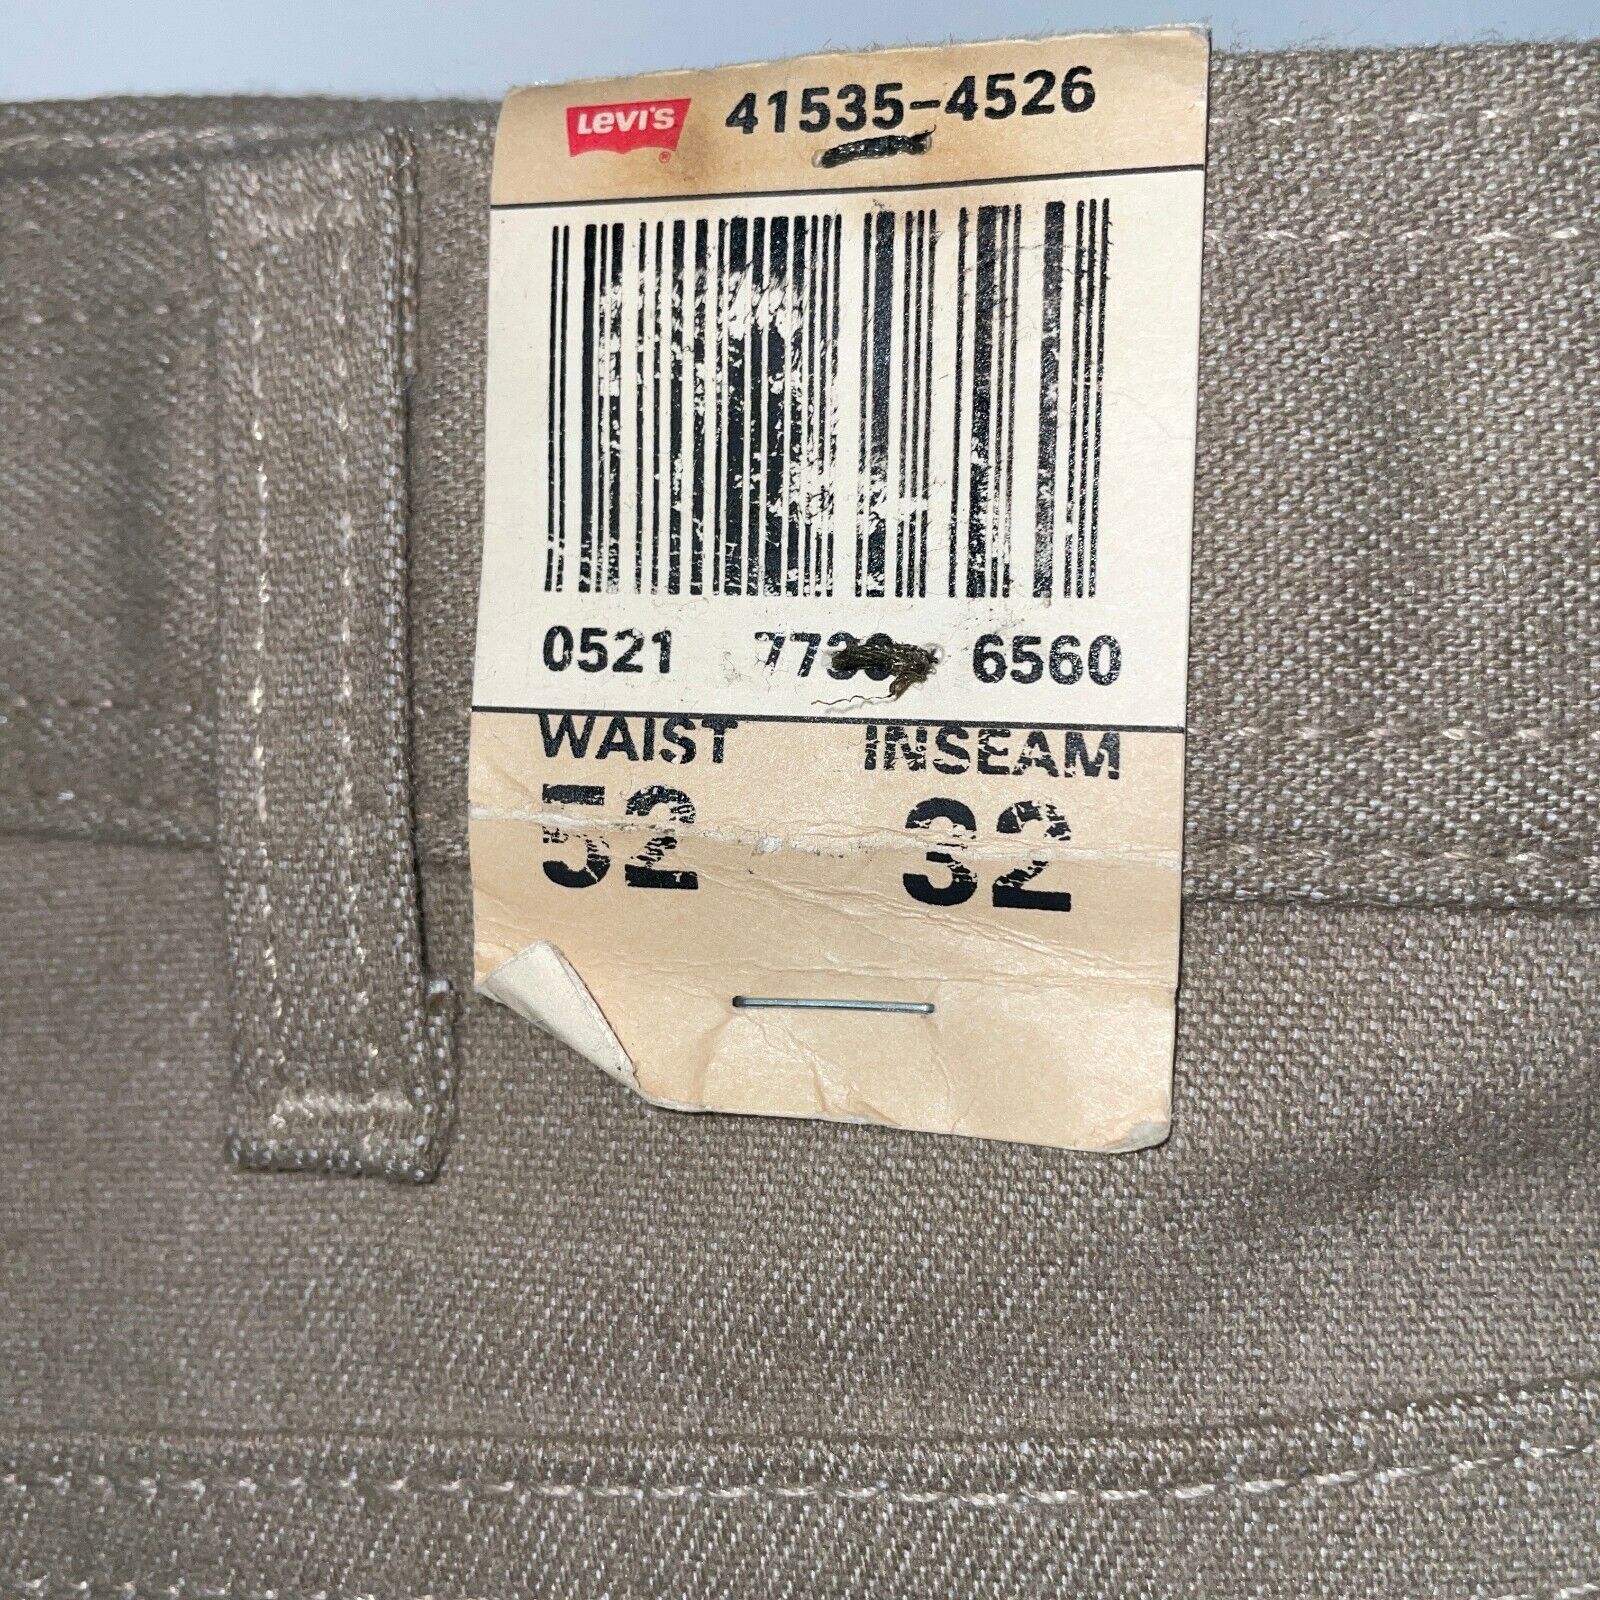 Levi's ® 41535-4526
0521 6560
WAIST INSEAM
52 32